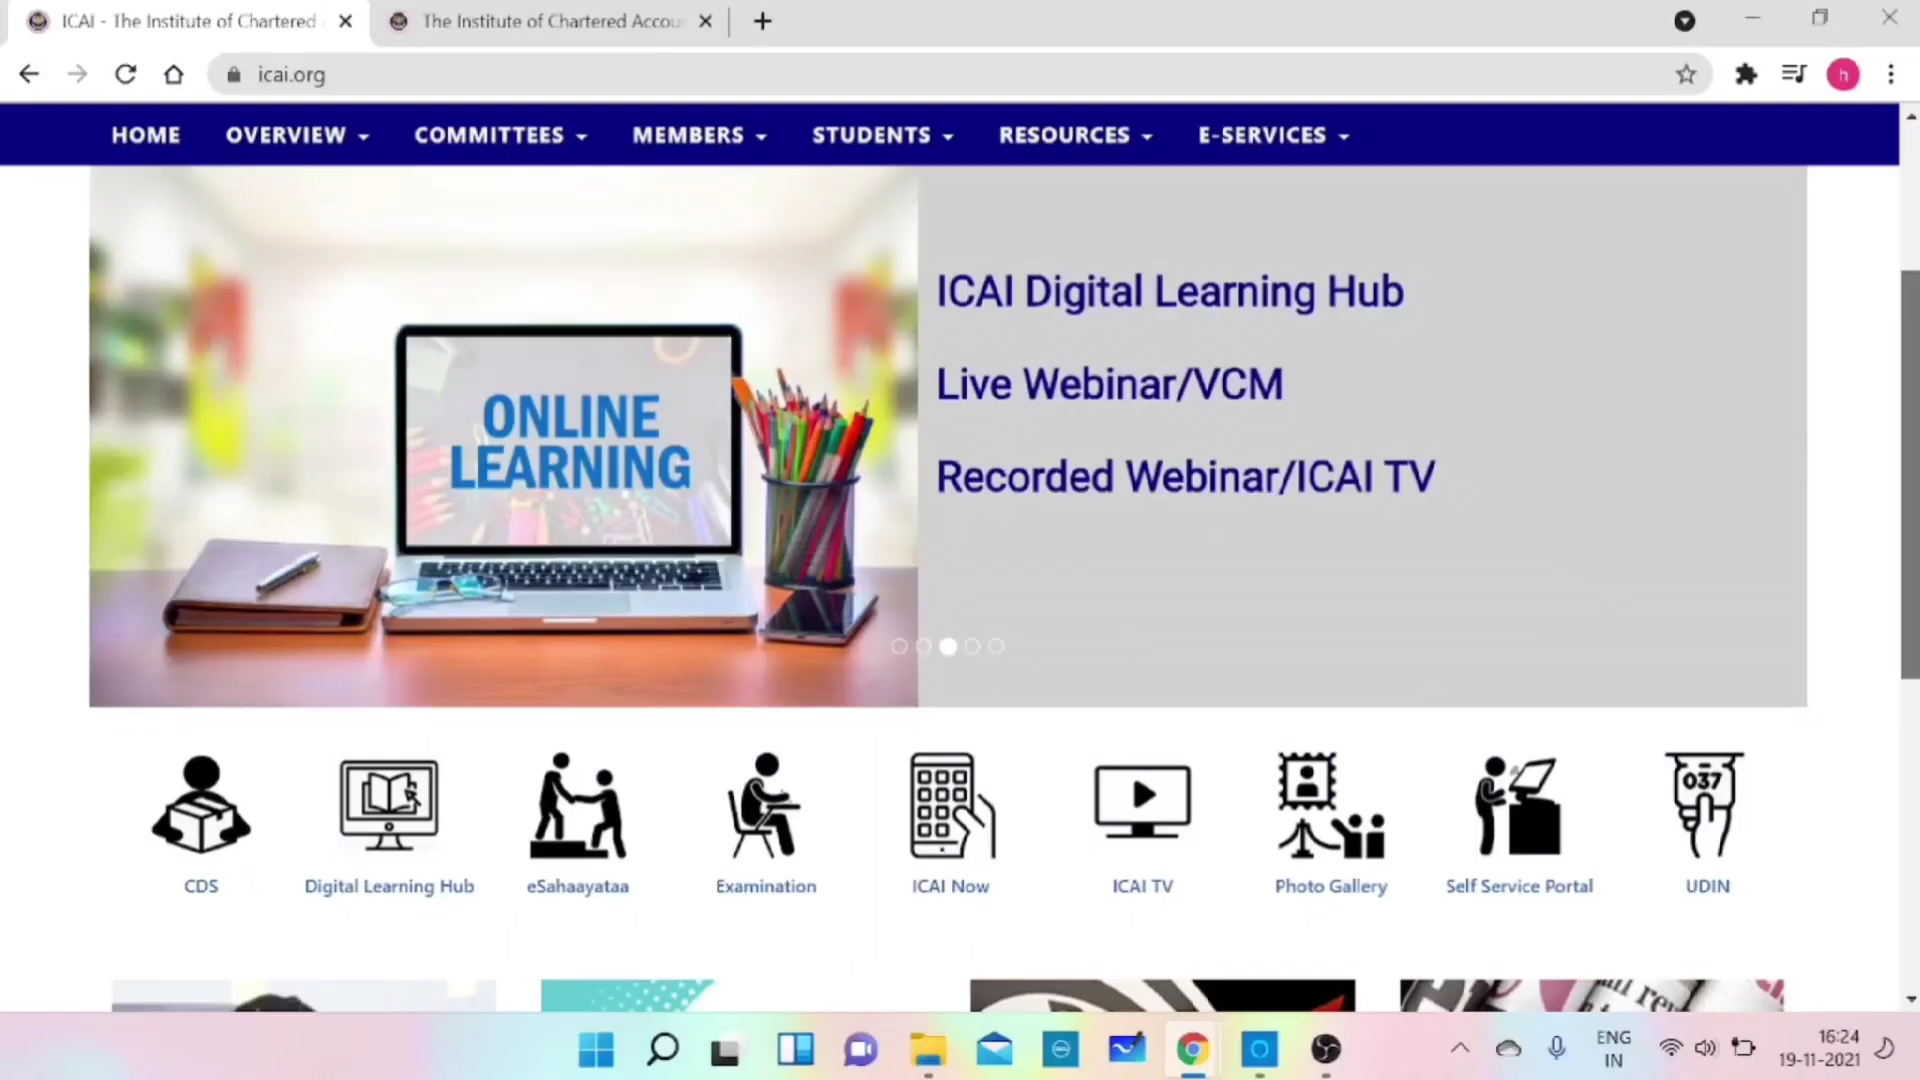 ICAI - The Institute of Chartered
The Institute of Chartered Accou
icai.org
h
HOME
OVERVIEW
COMMITTEES
MEMBERS
STUDENTS
RESOURCES
E-SERVICES
ONLINE
LEARNING
ICAI Digital Learning Hub
Live Webinar/VCM
Recorded Webinar/ICAI TV
037
CDS
Digital Learning Hub
eSahaayataa
Examination
ICAI Now
ICAI TV
Photo Gallery
Self Service Portal
UDIN
ENG
IN
16:24
19-11-2021